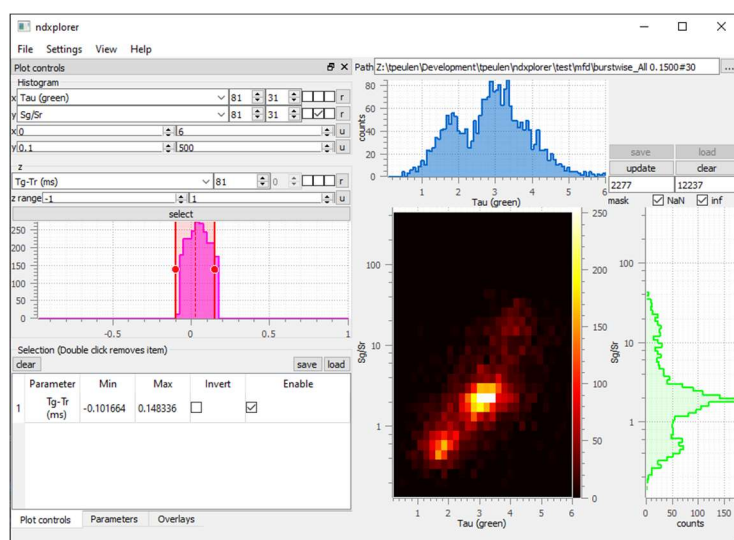 ndxplorer
File Settings View Help
Plot controls
Path Z:\tpeulen\Development\tpeulen\ndxplorer\test\mfd\burstwise_All 0.1500#30 ...
Histogram
x Tau (green) 81 31 r
y Sg/Sr 81 31 r
x 0 6 u
y 0.1 500 u
z
Tg-Tr (ms) 81 0 r
z range -1 1 u
select
250
200
150
100
50
0
-0.5 0 0.5 1
Selection (Double click removes item)
clear save load
Parameter Min Max Invert Enable
1 Tg-Tr (ms) -0.101664 0.148336
Plot controls Parameters Overlays
80
60
40
20
0
counts
1 2 3 4 5 6
Tau (green)
save load
update clear
2277 12237
mask NaN inf
100
10
1
Sg/Sr
1 2 3 4 5 6
Tau (green)
250
200
150
100
50
0
100
10
1
Sg/Sr
0 50 100 150
counts